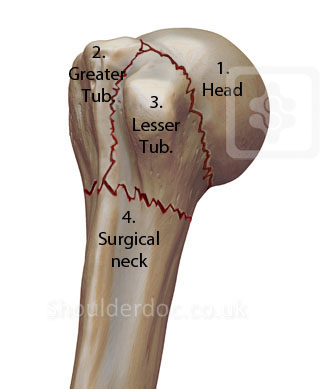 2.
Greater
Tub.
1.
Head
3.
Lesser
Tub.
4.
Surgical
neck
Shoulderdoc.co.uk